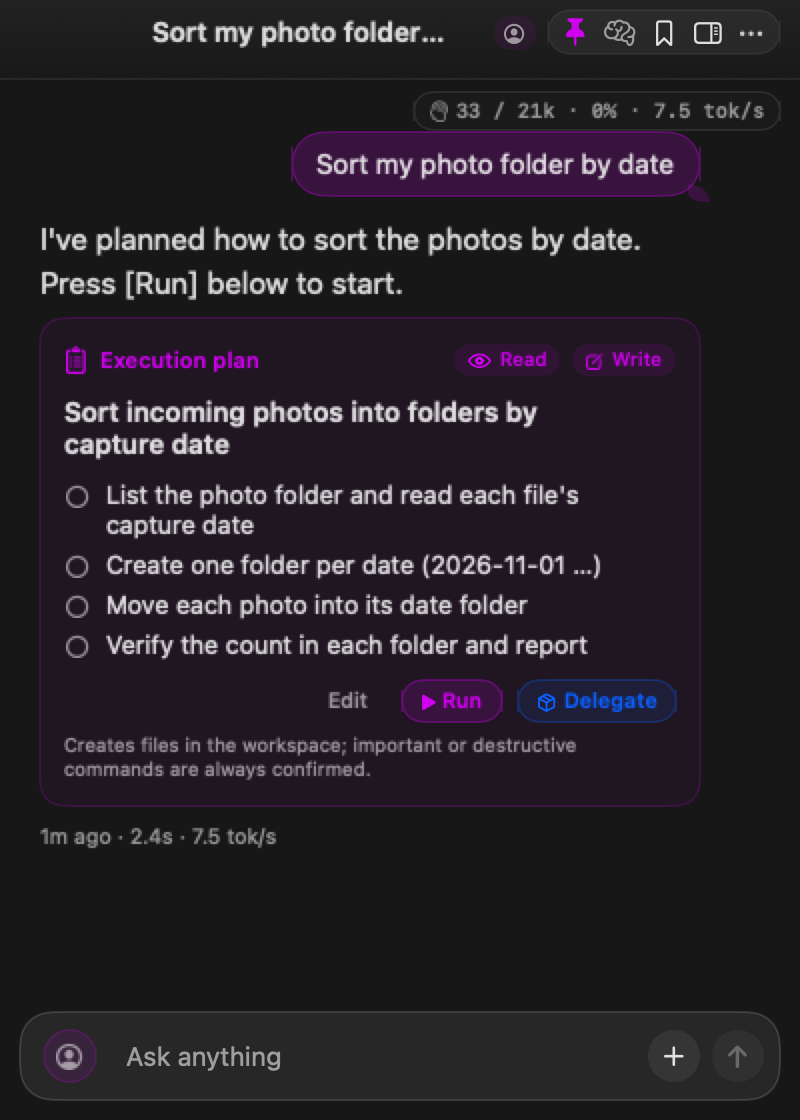 Sort my photo folder...
33 / 21k · 0% · 7.5 tok/s
Sort my photo folder by date
I've planned how to sort the photos by date.
Press [Run] below to start.
Execution plan
Read
Write
Sort incoming photos into folders by
capture date
List the photo folder and read each file's
capture date
Create one folder per date (2026-11-01 ...)
Move each photo into its date folder
Verify the count in each folder and report
Edit
Run
Delegate
Creates files in the workspace; important or destructive
commands are always confirmed.
1m ago · 2.4s · 7.5 tok/s
Ask anything